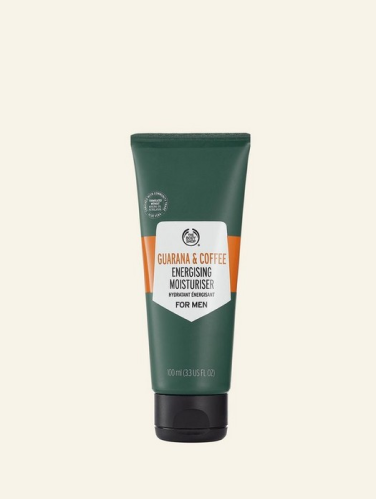 THE BODY SHOP
GUARANA & COFFEE
ENERGISING
MOISTURISER
HYDRATANT ÉNERGISANT
FOR MEN
100 ml (3.3 US FL OZ)